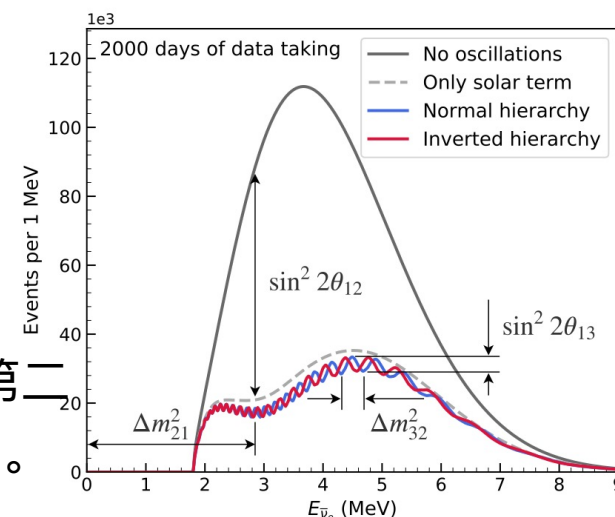 1e3
2000 days of data taking
No oscillations
Only solar term
Normal hierarchy
Inverted hierarchy
Events per 1 MeV
120
100
80
60
40
20
0
sin² 2θ₁₂
sin² 2θ₁₃
Δm²₂₁
Δm²₃₂
二
。
0 1 2 3 4 5 6 7 8 9
E_ν̄ₑ (MeV)